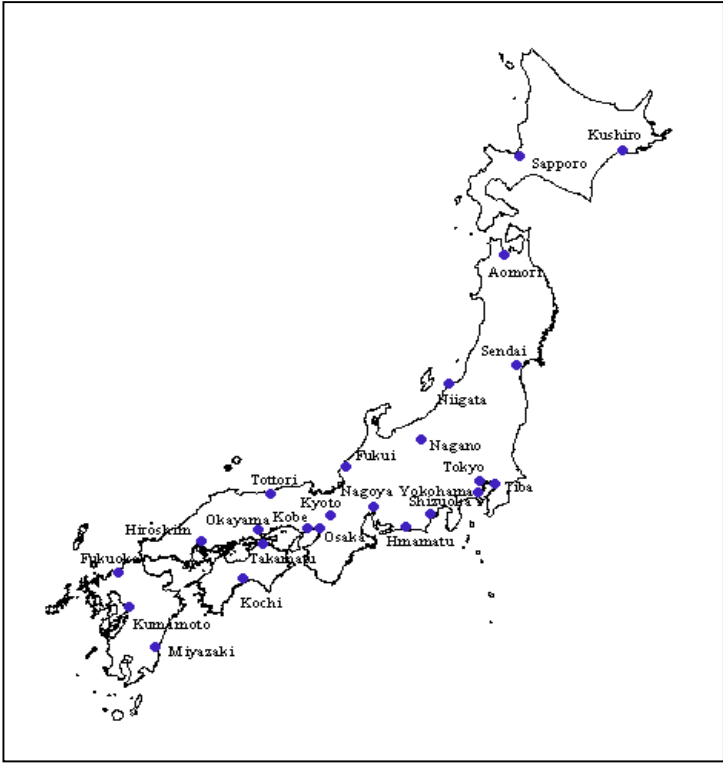 Kushiro
Sapporo
Aomori
Sendai
Niigata
Nagano
Fukui
Tokyo
Tottori
Nagoya
Yokohama
Tiba
Kyoto
Shizuoka
Okayama
Kobe
Hiroshim
Osaka
Hmamatu
Fukuoka
Takamatu
Kochi
Kumamoto
Miyazaki